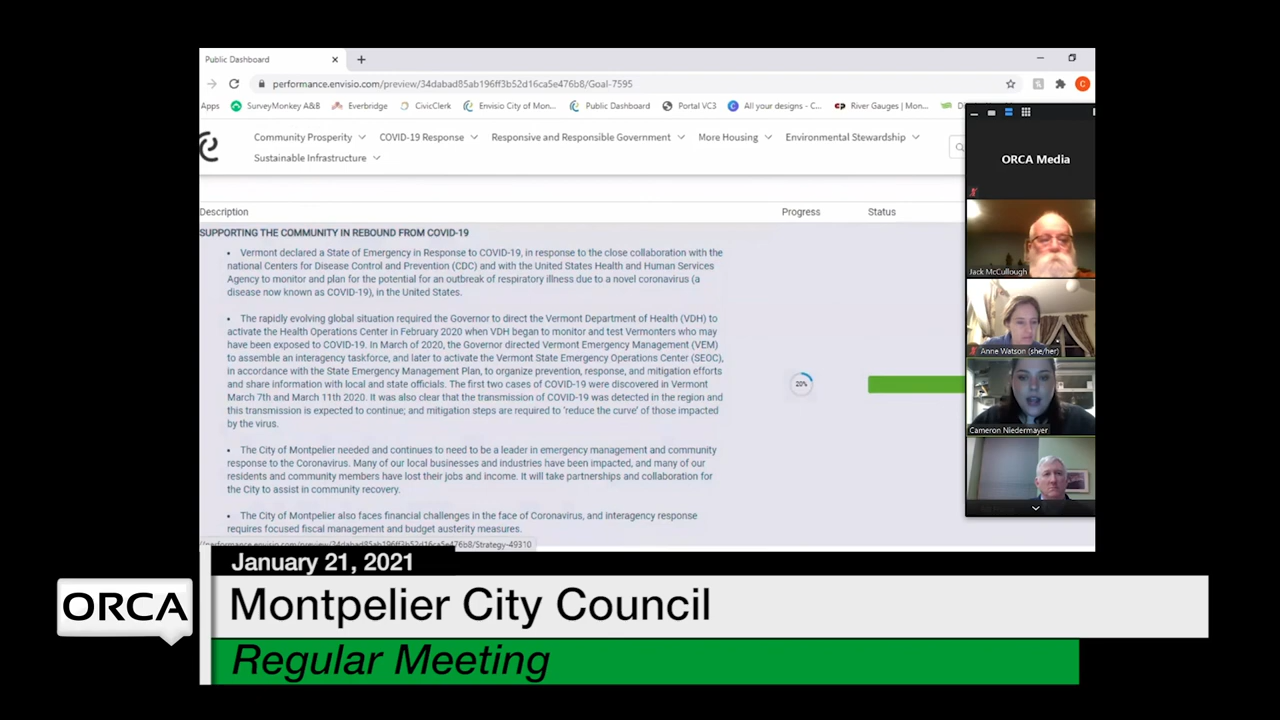 Public Dashboard
performance.envisio.com/preview/34dabad85ab196ff3b52d16ca5e476b8/Goal-7595
Apps SurveyMonkey A&B Everbridge CivicClerk Envisio City of Mon... Public Dashboard Portal VC3 All your designs - C... River Gauges | Mon...
Community Prosperity COVID-19 Response Responsive and Responsible Government More Housing Environmental Stewardship
Sustainable Infrastructure
ORCA Media
Description Progress Status
SUPPORTING THE COMMUNITY IN REBOUND FROM COVID-19
• Vermont declared a State of Emergency in Response to COVID-19, in response to the close collaboration with the
national Centers for Disease Control and Prevention (CDC) and with the United States Health and Human Services
Agency to monitor and plan for the potential for an outbreak of respiratory illness due to a novel coronavirus (a
disease now known as COVID-19), in the United States.
• The rapidly evolving global situation required the Governor to direct the Vermont Department of Health (VDH) to
activate the Health Operations Center in February 2020 when VDH began to monitor and test Vermonters who may
have been exposed to COVID-19. In March of 2020, the Governor directed Vermont Emergency Management (VEM)
to assemble an interagency taskforce, and later to activate the Vermont State Emergency Operations Center (SEOC),
in accordance with the State Emergency Management Plan, to organize prevention, response, and mitigation efforts
and share information with local and state officials. The first two cases of COVID-19 were discovered in Vermont
March 7th and March 11th 2020. It was also clear that the transmission of COVID-19 was detected in the region and
this transmission is expected to continue; and mitigation steps are required to 'reduce the curve' of those impacted
by the virus.
20%
• The City of Montpelier needed and continues to need to be a leader in emergency management and community
response to the Coronavirus. Many of our local businesses and industries have been impacted, and many of our
residents and community members have lost their jobs and income. It will take partnerships and collaboration for
the City to assist in community recovery.
• The City of Montpelier also faces financial challenges in the face of Coronavirus, and interagency response
requires focused fiscal management and budget austerity measures.
Jack McCullough
Anne Watson (she/her)
Cameron Niedermayer
//performance.envisio.com/preview/34dabad85ab196ff3b52d16ca5e476b8/Strategy-49310
January 21, 2021
ORCA
Montpelier City Council
Regular Meeting